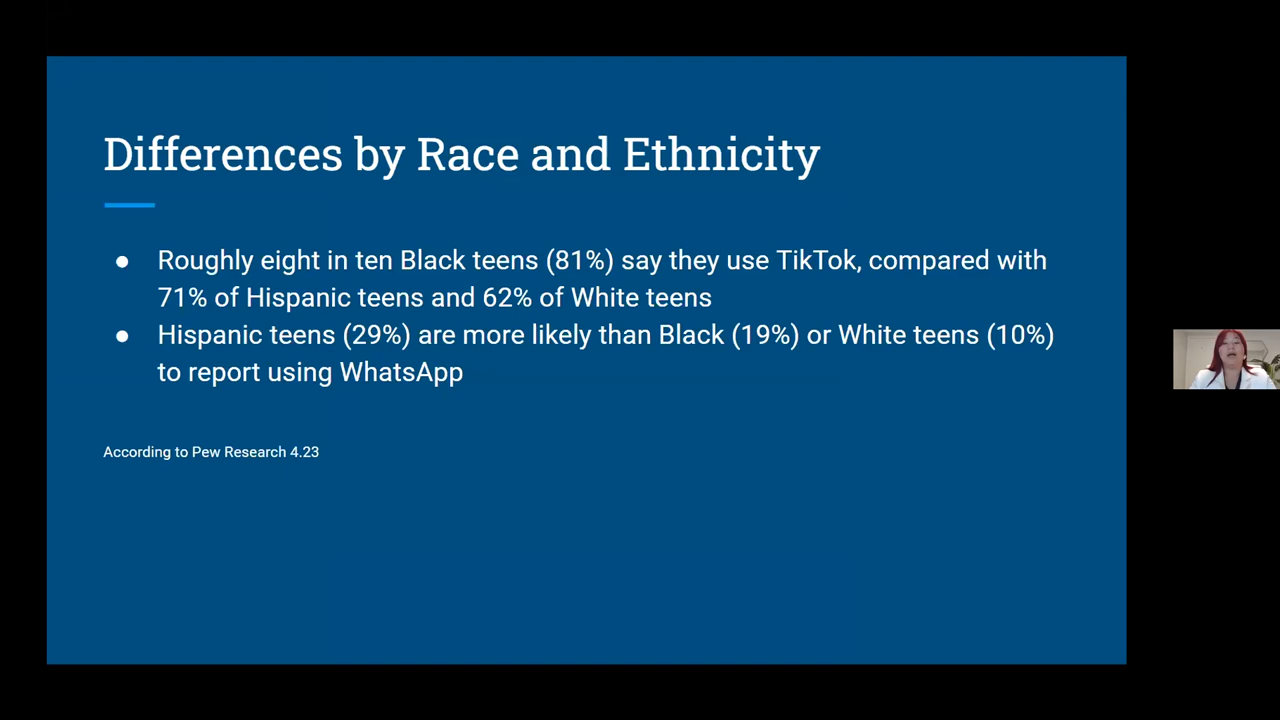 Differences by Race and Ethnicity
● Roughly eight in ten Black teens (81%) say they use TikTok, compared with
71% of Hispanic teens and 62% of White teens
● Hispanic teens (29%) are more likely than Black (19%) or White teens (10%)
to report using WhatsApp
According to Pew Research 4.23